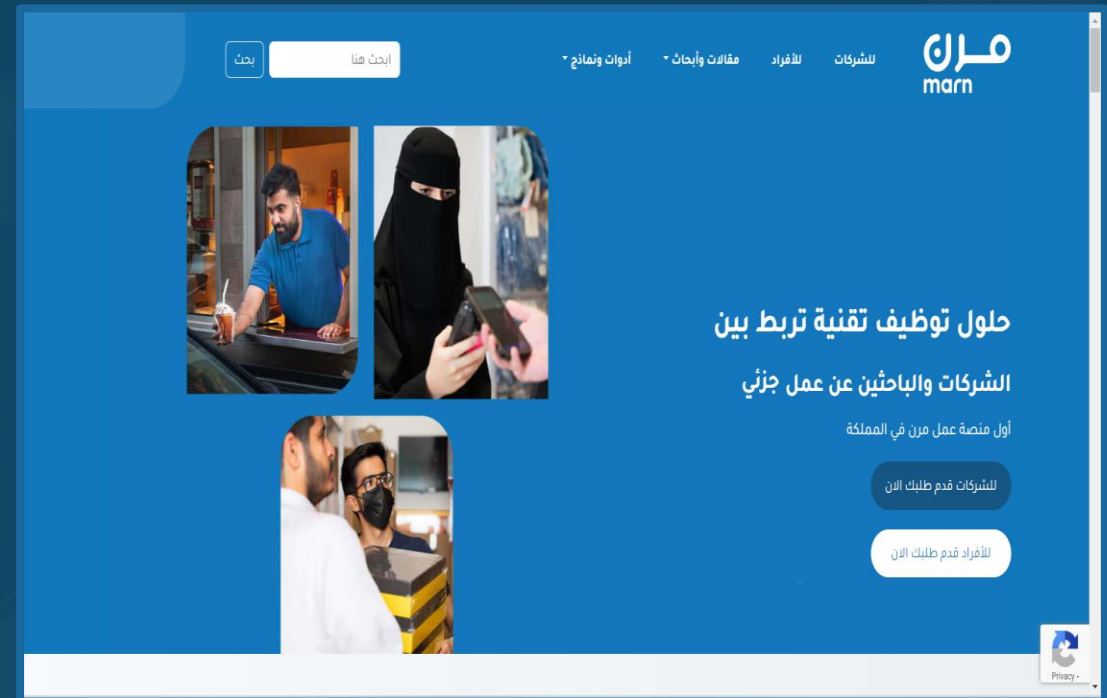 مرن
marn
للشركات
للأفراد
مقالات وأبحاث
أدوات ونماذج
ابحث هنا
بحث
حلول توظيف تقنية تربط بين
الشركات والباحثين عن عمل جزئي
أول منصة عمل مرن في المملكة
للشركات قدم طلبك الان
للأفراد قدم طلبك الان
Privacy -